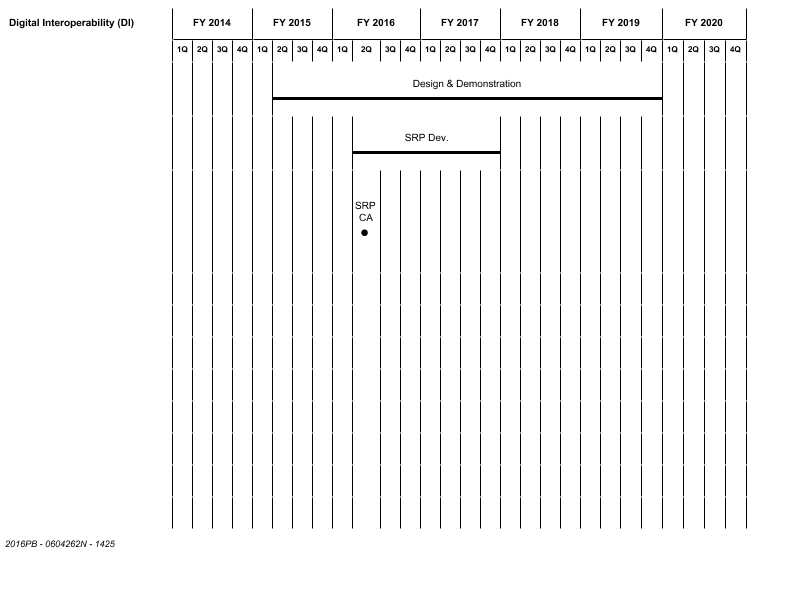 Digital Interoperability (DI) FY 2014 FY 2015 FY 2016 FY 2017 FY 2018 FY 2019 FY 2020
1Q 2Q 3Q 4Q 1Q 2Q 3Q 4Q 1Q 2Q 3Q 4Q 1Q 2Q 3Q 4Q 1Q 2Q 3Q 4Q 1Q 2Q 3Q 4Q 1Q 2Q 3Q 4Q
Design & Demonstration
SRP Dev.
SRP
CA
2016PB - 0604262N - 1425